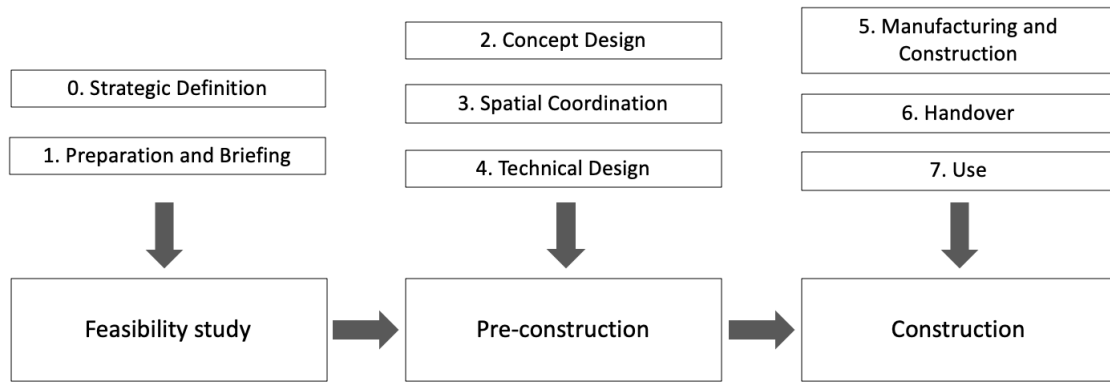 0. Strategic Definition
1. Preparation and Briefing
2. Concept Design
3. Spatial Coordination
4. Technical Design
5. Manufacturing and
Construction
6. Handover
7. Use
Feasibility study
Pre-construction
Construction